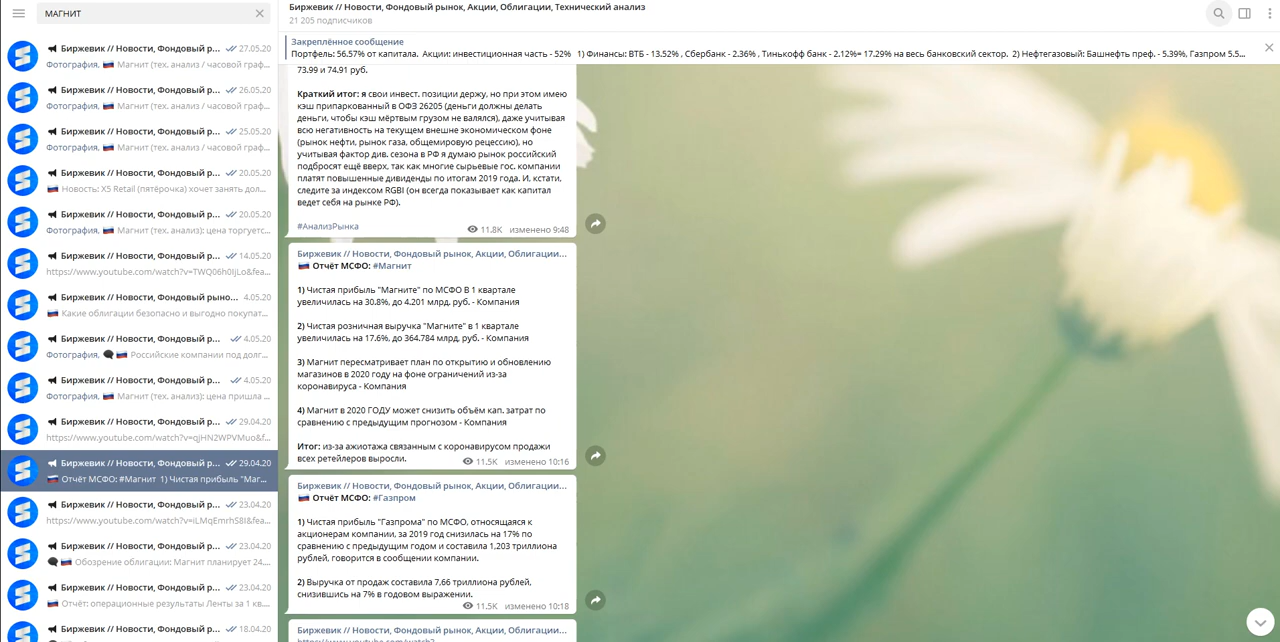 МАГНИТ
Биржевик // Новости, Фондовый р... 27.05.20
Фотография, Магнит (тех. анализ / часовой граф...
Биржевик // Новости, Фондовый р... 26.05.20
Фотография, Магнит (тех. анализ / часовой граф...
Биржевик // Новости, Фондовый р... 25.05.20
Фотография, Магнит (тех. анализ / часовой граф...
Биржевик // Новости, Фондовый р... 20.05.20
Новость: X5 Retail (пятёрочка) хочет занять дол...
Биржевик // Новости, Фондовый р... 20.05.20
Фотография, Магнит (тех. анализ): цена торгуетс...
Биржевик // Новости, Фондовый р... 14.05.20
https://www.youtube.com/watch?v=TWQ06h0IjLo&fea...
Биржевик // Новости, Фондовый рыно... 4.05.20
Какие облигации безопасно и выгодно покупат...
Биржевик // Новости, Фондовый р... 4.05.20
Фотография, Российские компании под долг...
Биржевик // Новости, Фондовый р... 4.05.20
Фотография, Магнит (тех. анализ): цена пришла ...
Биржевик // Новости, Фондовый р... 29.04.20
https://www.youtube.com/watch?v=qjHN2WPVMuo&f...
Биржевик // Новости, Фондовый р... 29.04.20
Отчёт МСФО: #Магнит 1) Чистая прибыль "Маг...
Биржевик // Новости, Фондовый р... 23.04.20
https://www.youtube.com/watch?v=iLMqEmrhS8I&fea...
Биржевик // Новости, Фондовый р... 23.04.20
Обозрение облигации: Магнит планирует 24....
Биржевик // Новости, Фондовый р... 23.04.20
Отчёт: операционные результаты Ленты за 1 кв....
Биржевик // Новости, Фондовый р... 18.04.20
Биржевик // Новости, Фондовый рынок, Акции, Облигации, Технический анализ
21 205 подписчиков
Закреплённое сообщение
Портфель: 56.57% от капитала. Акции: инвестиционная часть - 52% 1) Финансы: ВТБ - 13.52% , Сбербанк - 2.36% , Тинькофф банк - 2,12%= 17.29% на весь банковский сектор. 2) Нефтегазовый: Башнефть преф. - 5.39%, Газпром 5.5...
73.99 и 74.91 руб.
Краткий итог: я свои инвест. позиции держу, но при этом имею
кэш припаркованный в ОФЗ 26205 (деньги должны делать
деньги, чтобы кэш мёртвым грузом не валялся), даже учитывая
всю негативность на текущем внешне экономическом фоне
(рынок нефти, рынок газа, общемировую рецессию), но
учитывая фактор див. сезона в РФ я думаю рынок российский
подбросят ещё вверх, так как многие сырьевые гос. компании
платят повышенные дивиденды по итогам 2019 года. И, кстати,
следите за индексом RGBI (он всегда показывает как капитал
ведет себя на рынке РФ).
#АнализРынка
11.8K изменено 9:48
Биржевик // Новости, Фондовый рынок, Акции, Облигации...
Отчёт МСФО: #Магнит
1) Чистая прибыль "Магните" по МСФО В 1 квартале
увеличилась на 30.8%, до 4.201 млрд. руб. - Компания
2) Чистая розничная выручка "Магните" в 1 квартале
увеличилась на 17.6%, до 364.784 млрд. руб. - Компания
3) Магнит пересматривает план по открытию и обновлению
магазинов в 2020 году на фоне ограничений из-за
коронавируса - Компания
4) Магнит в 2020 ГОДУ может снизить объём кап. затрат по
сравнению с предыдущим прогнозом - Компания
Итог: из-за ажиотажа связанным с коронавирусом продажи
всех ретейлеров выросли.
11.5K изменено 10:16
Биржевик // Новости, Фондовый рынок, Акции, Облигации...
Отчёт МСФО: #Газпром
1) Чистая прибыль "Газпрома" по МСФО, относящаяся к
акционерам компании, за 2019 год снизилась на 17% по
сравнению с предыдущим годом и составила 1,203 триллиона
рублей, говорится в сообщении компании.
2) Выручка от продаж составила 7,66 триллиона рублей,
снизившись на 7% в годовом выражении.
11.5K изменено 10:18
Биржевик // Новости, Фондовый рынок, Акции, Облигации...